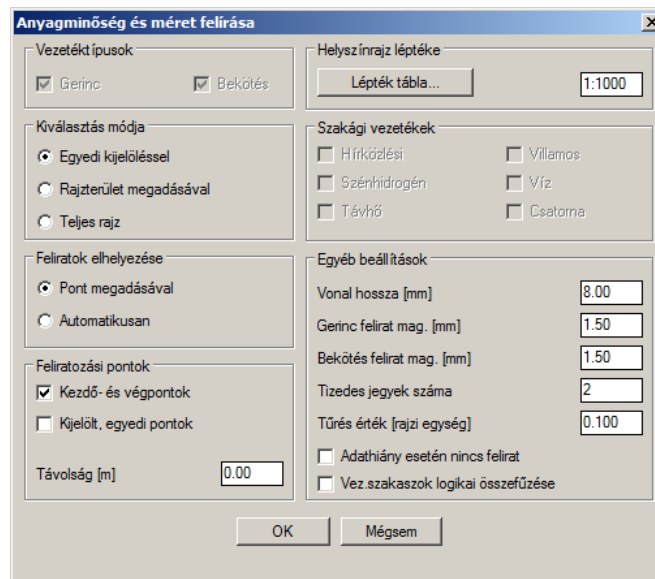 Anyagminőség és méret felírása
Vezetéktípusok
Gerinc
Bekötés
Helyszínrajz léptéke
Lépték tábla...
1:1000
Kiválasztás módja
Egyedi kijelöléssel
Rajzterület megadásával
Teljes rajz
Szakági vezetékek
Hírközlési
Villamos
Szénhidrogén
Víz
Távhő
Csatorna
Feliratok elhelyezése
Pont megadásával
Automatikusan
Egyéb beállítások
Vonal hossza [mm]
8.00
Gerinc felirat mag. [mm]
1.50
Bekötés felirat mag. [mm]
1.50
Tizedes jegyek száma
2
Tűrés érték [rajzi egység]
0.100
Adathiány esetén nincs felirat
Vez.szakaszok logikai összefűzése
Feliratozási pontok
Kezdő- és végpontok
Kijelölt, egyedi pontok
Távolság [m]
0.00
OK
Mégsem